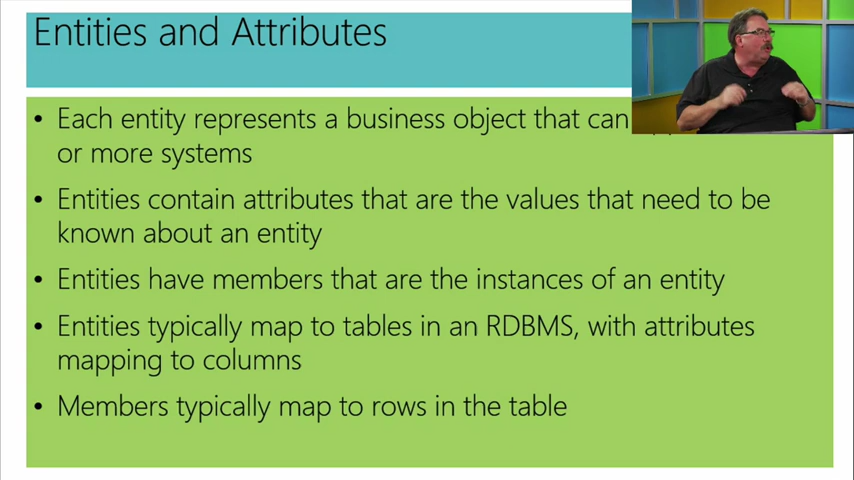 Entities and Attributes
• Each entity represents a business object that can
or more systems
• Entities contain attributes that are the values that need to be
known about an entity
• Entities have members that are the instances of an entity
• Entities typically map to tables in an RDBMS, with attributes
mapping to columns
• Members typically map to rows in the table